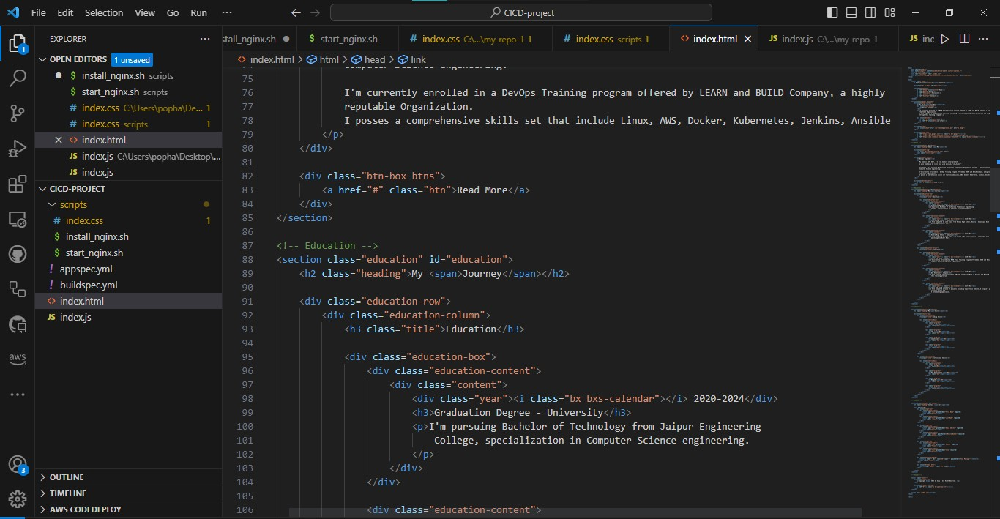 File Edit Selection View Go Run ··· CICD-project
EXPLORER ···
OPEN EDITORS 1 unsaved
install_nginx.sh scripts
$ start_nginx.sh scripts
# index.css C:\Users\popha\De... 1
# index.css scripts 1
<> index.html
JS index.js C:\Users\popha\Desktop\...
JS index.js
CICD-PROJECT
scripts
# index.css 1
$ install_nginx.sh
$ start_nginx.sh
! appspec.yml
! buildspec.yml
<> index.html
JS index.js
OUTLINE
TIMELINE
AWS CODEDEPLOY
1
aws
3
stall_nginx.sh $ start_nginx.sh # index.css C:\...\my-repo-1 1 # index.css scripts 1 <> index.html JS index.js C:\...\my-repo-1 JS inc
<> index.html > html > head > link
75
76 I'm currently enrolled in a DevOps Training program offered by LEARN and BUILD Company, a highly
77 reputable Organization.
78 I posses a comprehensive skills set that include Linux, AWS, Docker, Kubernetes, Jenkins, Ansible
79 </p>
80 </div>
81
82 <div class="btn-box btns">
83 <a href="#" class="btn">Read More</a>
84 </div>
85 </section>
86
87 <!-- Education -->
88 <section class="education" id="education">
89 <h2 class="heading">My <span>Journey</span></h2>
90
91 <div class="education-row">
92 <div class="education-column">
93 <h3 class="title">Education</h3>
94
95 <div class="education-box">
96 <div class="education-content">
97 <div class="content">
98 <div class="year"><i class="bx bxs-calendar"></i> 2020-2024</div>
99 <h3>Graduation Degree - University</h3>
100 <p>I'm pursuing Bachelor of Technology from Jaipur Engineering
101 College, specialization in Computer Science engineering.
102 </p>
103 </div>
104 </div>
105
106 <div class="education-content">